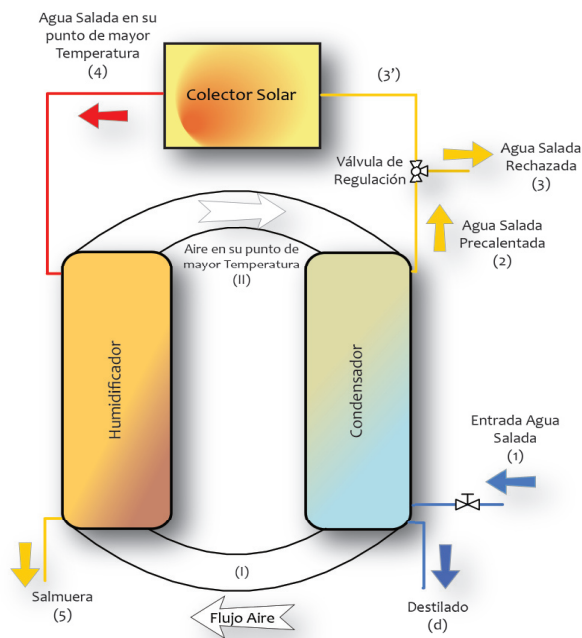 Agua Salada en su
punto de mayor
Temperatura
(4)
Colector Solar
(3')
Válvula de
Regulación
Agua Salada
Rechazada
(3)
Agua Salada
Precalentada
(2)
Aire en su punto de
mayor Temperatura
(II)
Humidificador
Condensador
Entrada Agua
Salada
(1)
(I)
Salmuera
(5)
Flujo Aire
Destilado
(d)